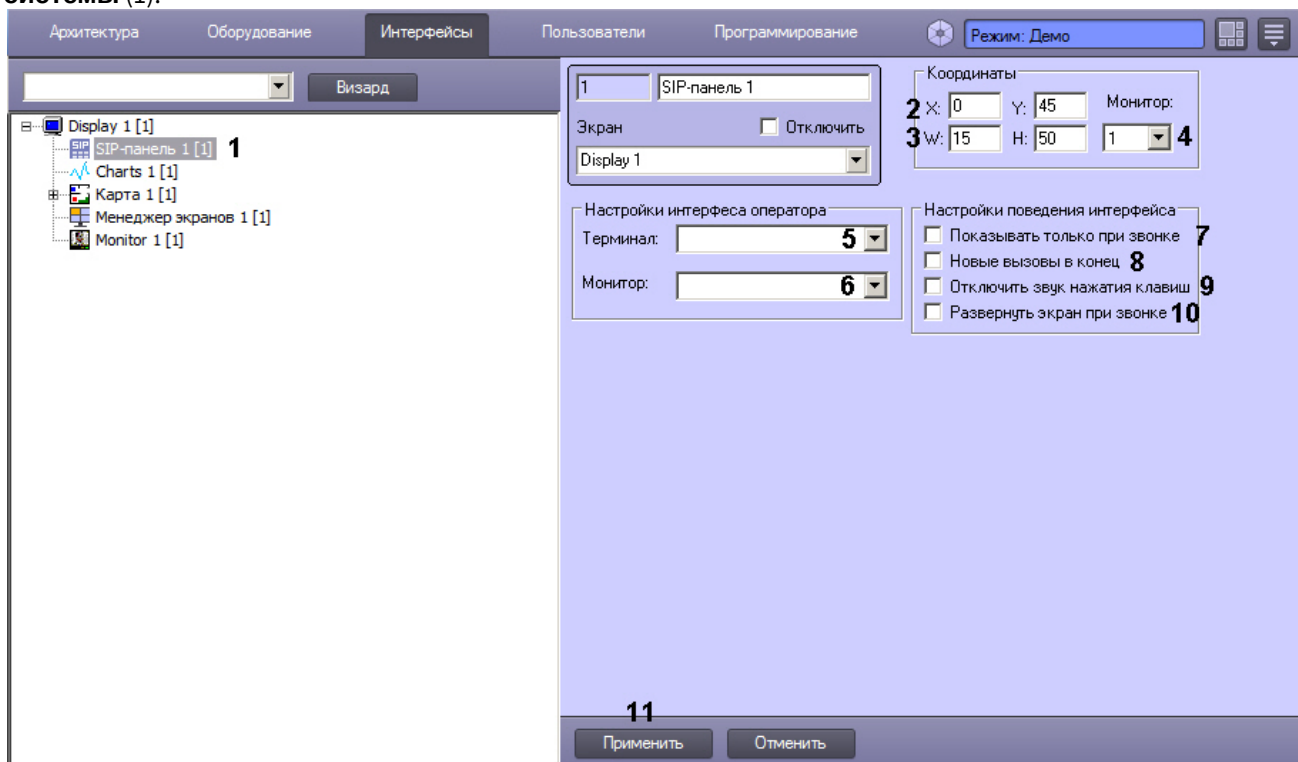 системы (1).
Архитектура Оборудование Интерфейсы Пользователи Программирование Режим: Демо
Визард
Display 1 [1]
SIP SIP-панель 1 [1] 1
Charts 1 [1]
Карта 1 [1]
Менеджер экранов 1 [1]
Monitor 1 [1]
1 SIP-панель 1
Экран Отключить
Display 1
Координаты
2 X: 0 Y: 45 Монитор:
3 W: 15 H: 50 1 4
Настройки интерфеса оператора
Терминал: 5
Монитор: 6
Настройки поведения интерфейса
Показывать только при звонке 7
Новые вызовы в конец 8
Отключить звук нажатия клавиш 9
Развернуть экран при звонке 10
11
Применить Отменить